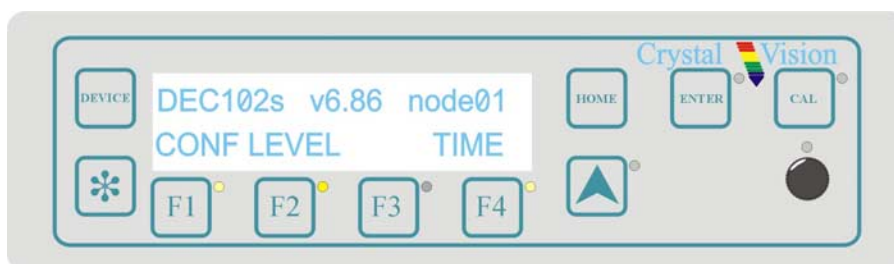 Crystal Vision
DEVICE
DEC102s v6.86 node01
CONF LEVEL TIME
HOME
ENTER
CAL
F1
F2
F3
F4